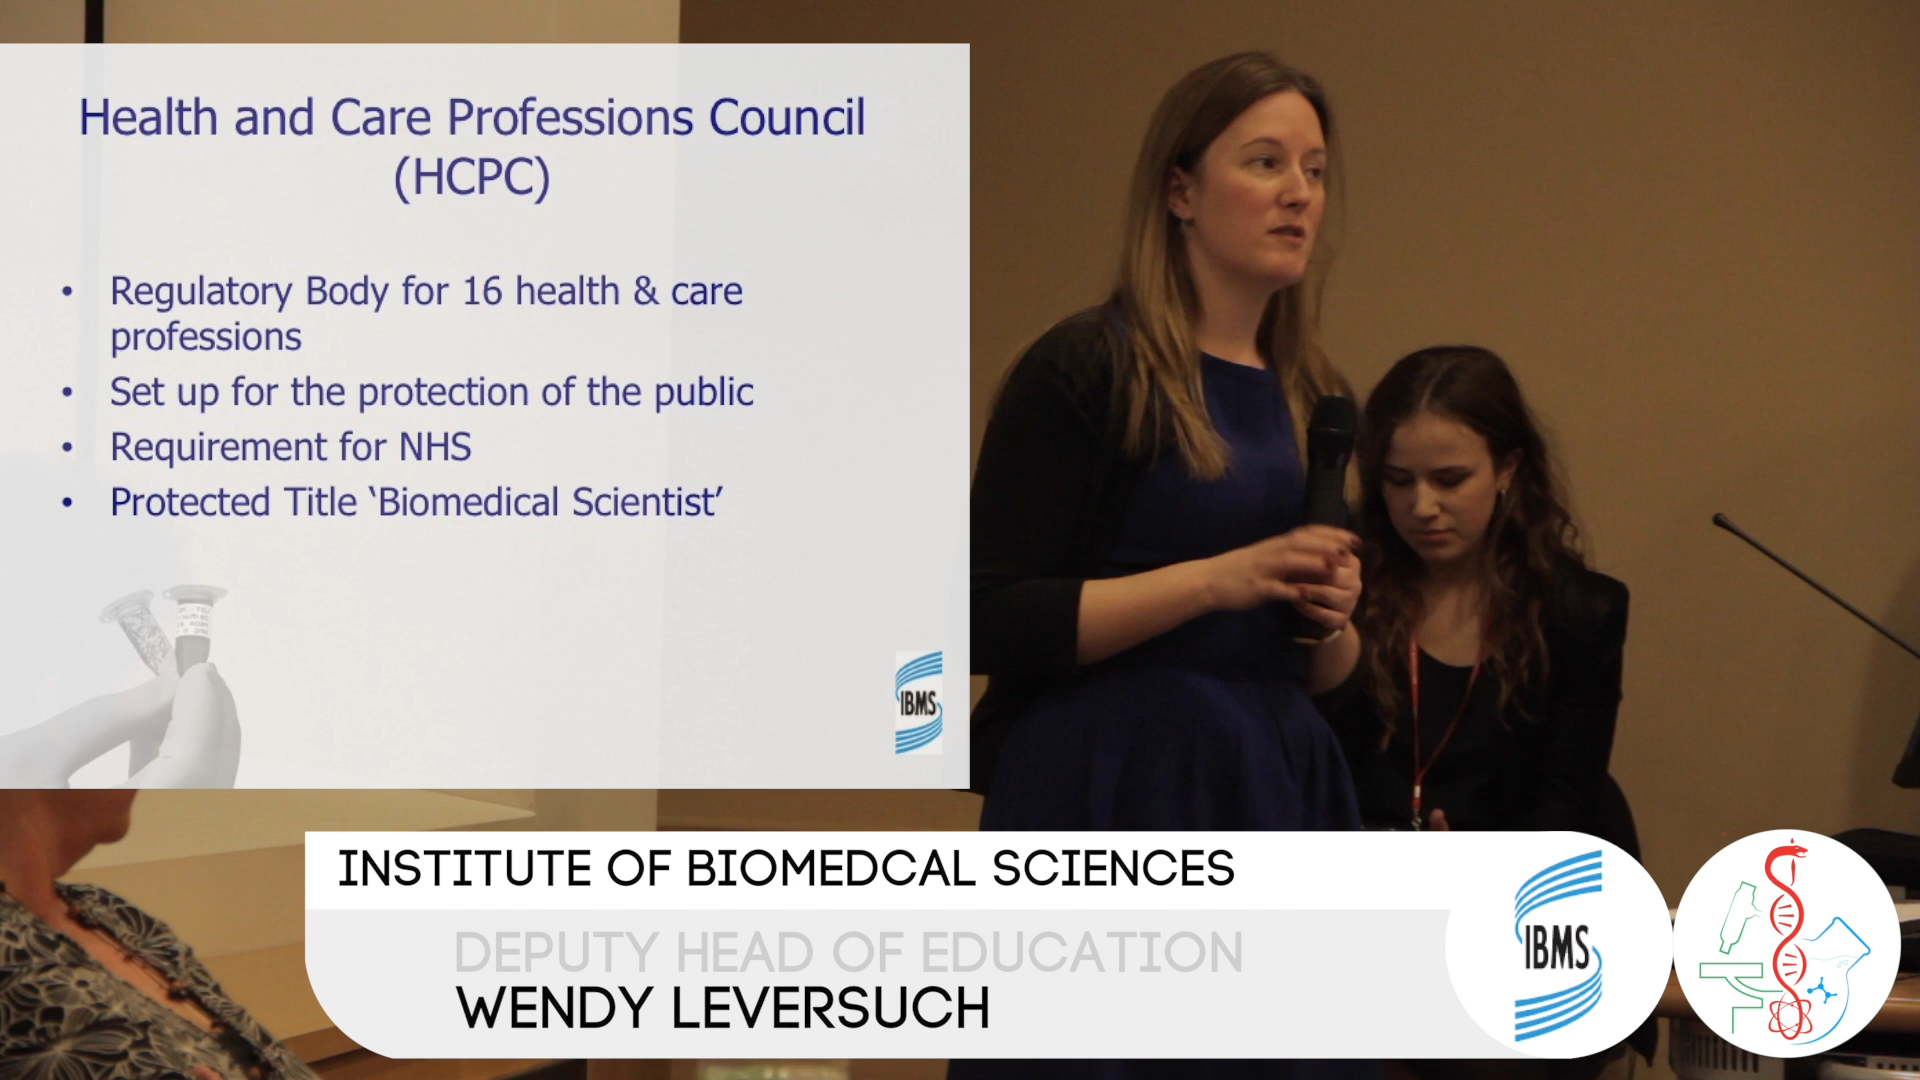 Health and Care Professions Council
(HCPC)
• Regulatory Body for 16 health & care
professions
• Set up for the protection of the public
• Requirement for NHS
• Protected Title ‘Biomedical Scientist’
IBMS
INSTITUTE OF BIOMEDCAL SCIENCES
DEPUTY HEAD OF EDUCATION
WENDY LEVERSUCH
IBMS